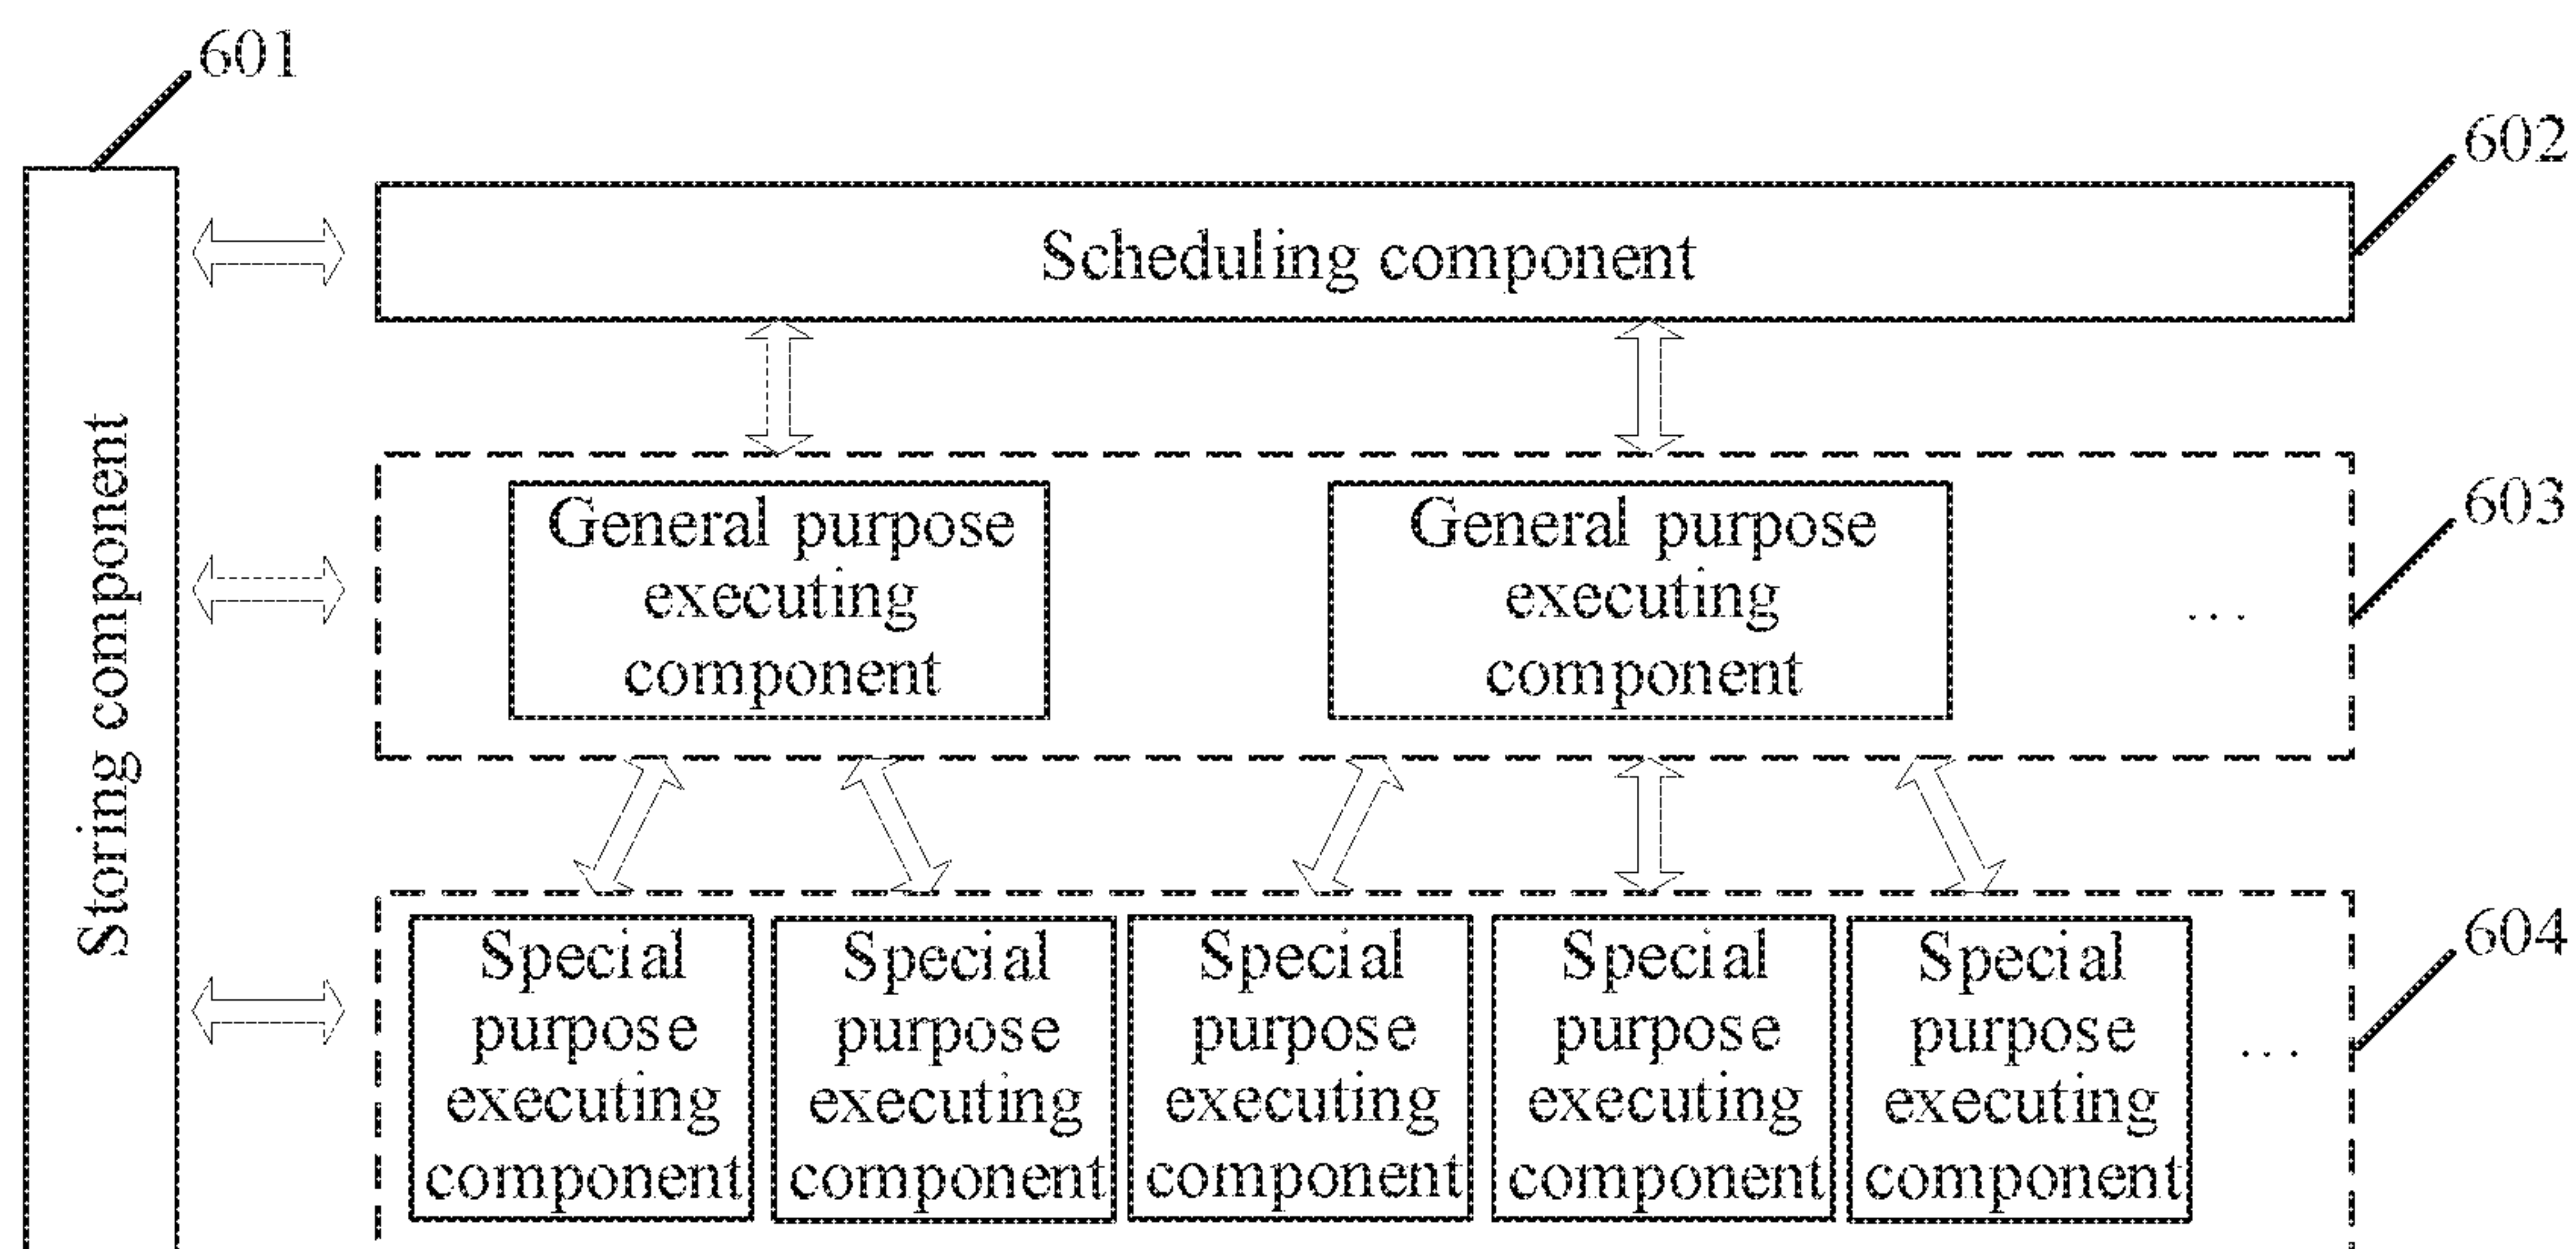 601
602
Scheduling component
Storing component
603
General purpose
executing
component
General purpose
executing
component
...
604
Special
purpose
executing
component
Special
purpose
executing
component
Special
purpose
executing
component
Special
purpose
executing
component
Special
purpose
executing
component
...